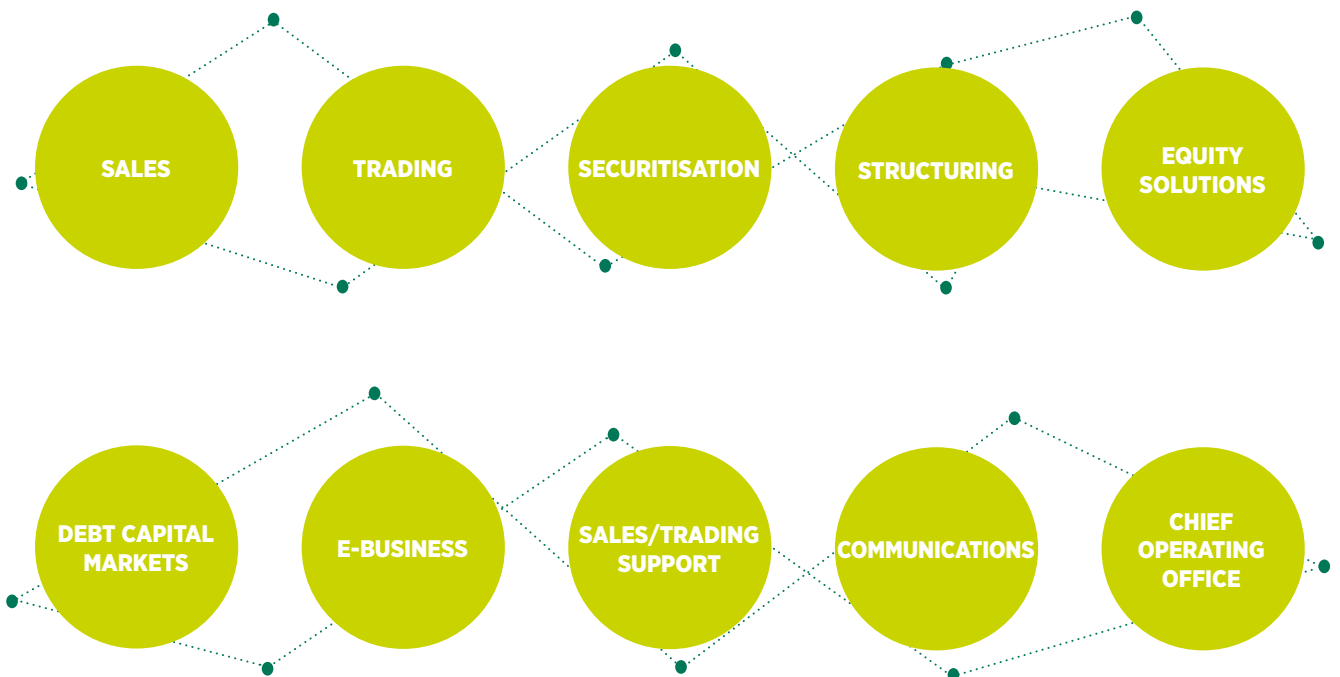 SALES
TRADING
SECURITISATION
STRUCTURING
EQUITY
SOLUTIONS
DEBT CAPITAL
MARKETS
E-BUSINESS
SALES/TRADING
SUPPORT
COMMUNICATIONS
CHIEF
OPERATING
OFFICE